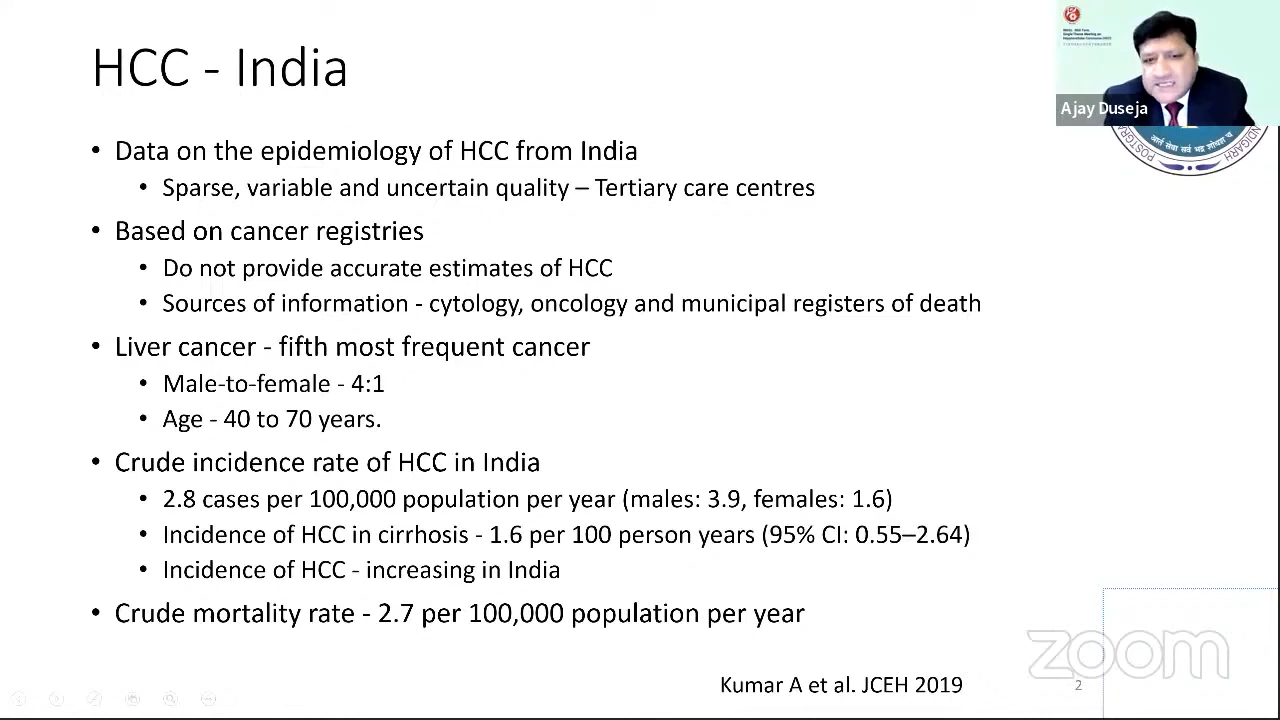 HCC - India
Ajay Duseja
आर्त सेवा सर्व भद्र शोधश्च च
POSTGRA
NDIGARH
• Data on the epidemiology of HCC from India
• Sparse, variable and uncertain quality – Tertiary care centres
• Based on cancer registries
• Do not provide accurate estimates of HCC
• Sources of information - cytology, oncology and municipal registers of death
• Liver cancer - fifth most frequent cancer
• Male-to-female - 4:1
• Age - 40 to 70 years.
• Crude incidence rate of HCC in India
• 2.8 cases per 100,000 population per year (males: 3.9, females: 1.6)
• Incidence of HCC in cirrhosis - 1.6 per 100 person years (95% CI: 0.55–2.64)
• Incidence of HCC - increasing in India
• Crude mortality rate - 2.7 per 100,000 population per year
zoom
Kumar A et al. JCEH 2019
2